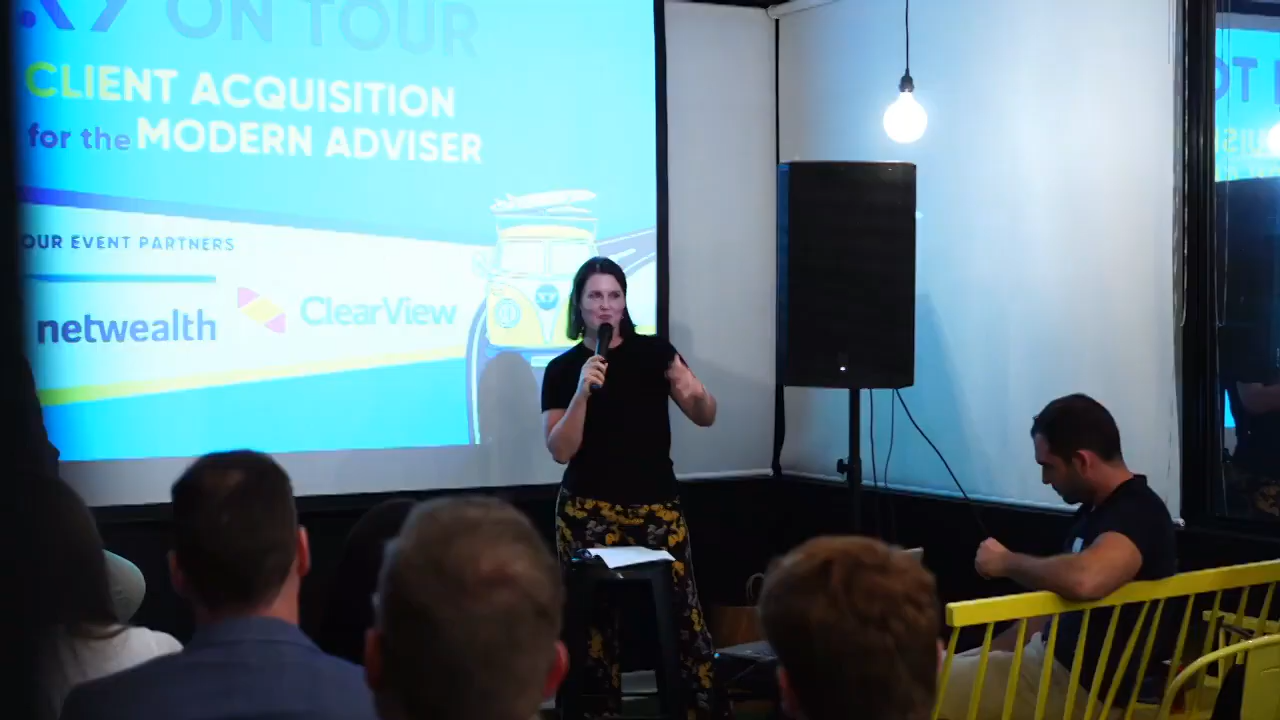 ON TOUR
CLIENT ACQUISITION
for the MODERN ADVISER
OUR EVENT PARTNERS
netwealth
ClearView